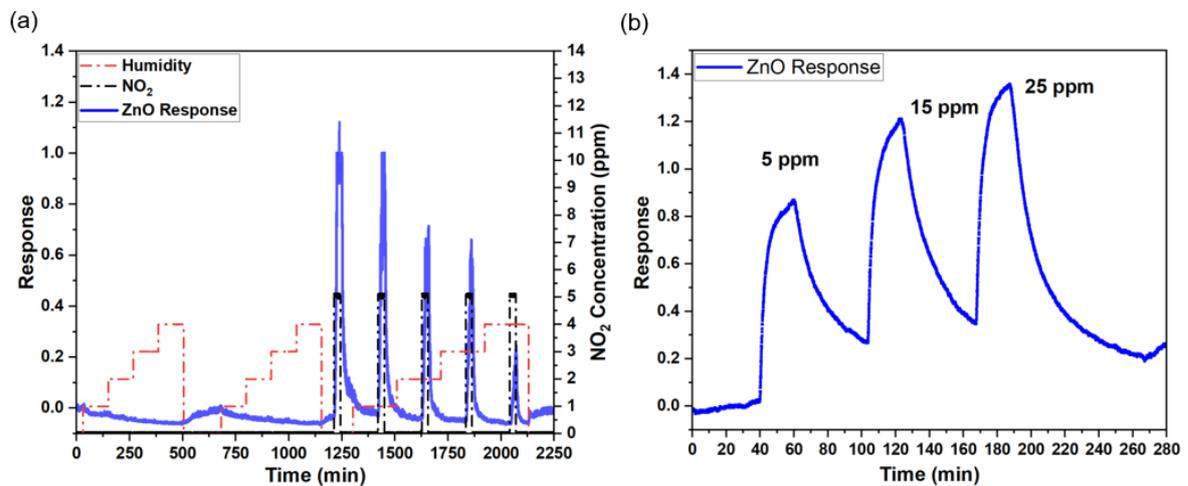 (a)
Humidity
NO2
ZnO Response
1.4
1.2
1.0
0.8
0.6
0.4
0.2
0.0
Response
14
13
12
11
10
9
8
7
6
5
4
3
2
1
0
NO2 Concentration (ppm)
0 250 500 750 1000 1250 1500 1750 2000 2250
Time (min)
(b)
ZnO Response
1.4
1.2
1.0
0.8
0.6
0.4
0.2
0.0
Response
5 ppm
15 ppm
25 ppm
0 20 40 60 80 100 120 140 160 180 200 220 240 260 280
Time (min)